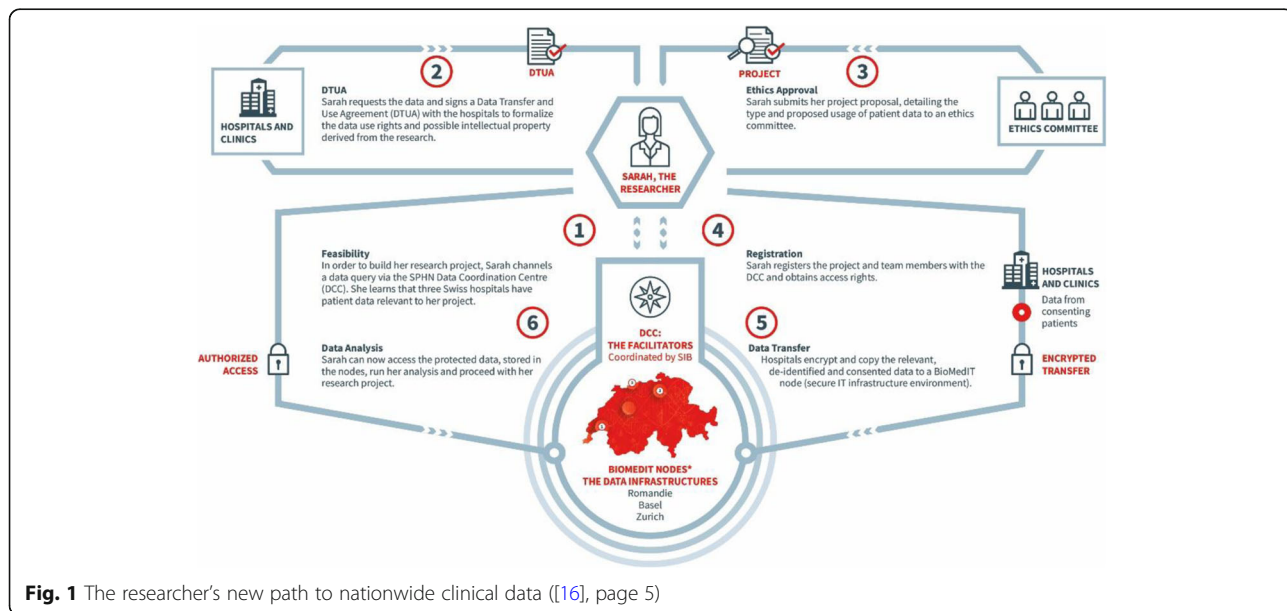 2
DTUA
DTUA
Sarah requests the data and signs a Data Transfer and
Use Agreement (DTUA) with the hospitals to formalize
the data use rights and possible intellectual property
derived from the research.
HOSPITALS AND
CLINICS
PROJECT
3
Ethics Approval
Sarah submits her project proposal, detailing the
type and proposed usage of patient data to an ethics
committee.
ETHICS COMMITTEE
SARAH, THE
RESEARCHER
1
Feasibility
In order to build her research project, Sarah channels
a data query via the SPHN Data Coordination Centre
(DCC). She learns that three Swiss hospitals have
patient data relevant to her project.
4
Registration
Sarah registers the project and team members with the
DCC and obtains access rights.
HOSPITALS
AND CLINICS
Data from
consenting
patients
DCC:
THE FACILITATORS
Coordinated by SIB
5
Data Transfer
Hospitals encrypt and copy the relevant,
de-identified and consented data to a BioMedIT
node (secure IT infrastructure environment).
ENCRYPTED
TRANSFER
6
Data Analysis
Sarah can now access the protected data, stored in
the nodes, run her analysis and proceed with her
research project.
AUTHORIZED
ACCESS
BIOMEDIT NODES*
THE DATA INFRASTRUCTURES
Romandie
Basel
Zurich
Fig. 1 The researcher's new path to nationwide clinical data ([16], page 5)